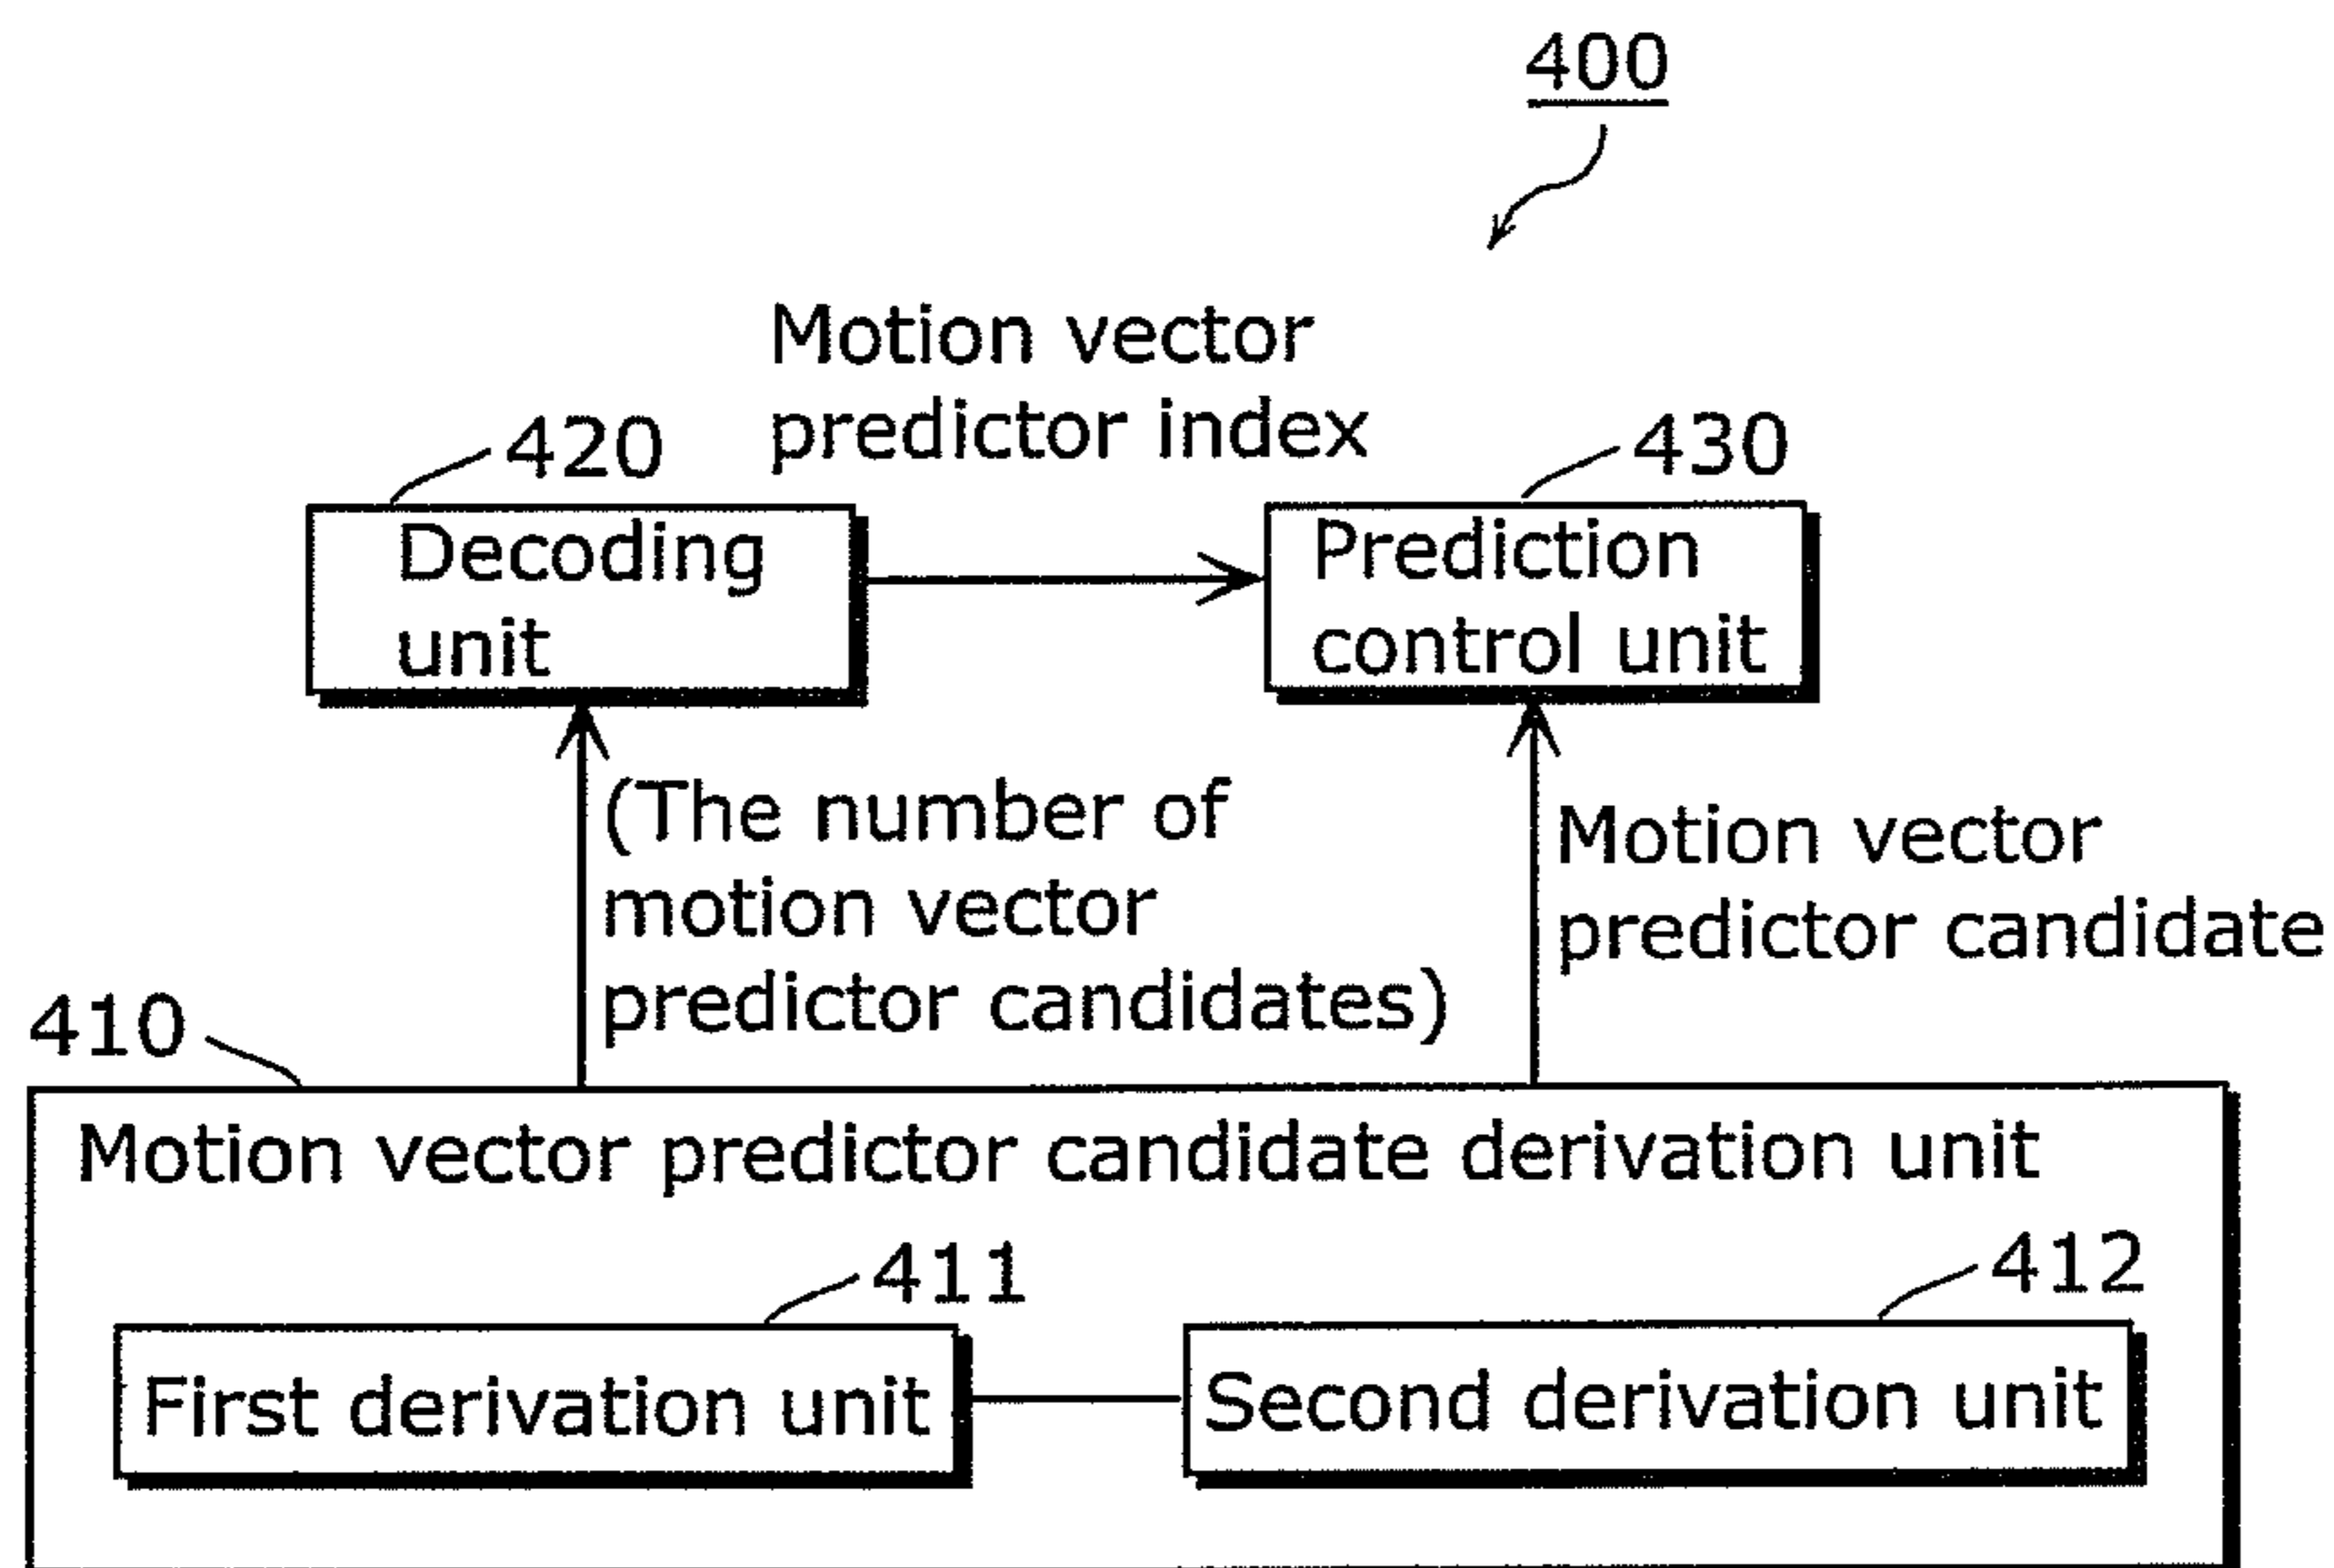 400
Motion vector
predictor index
420
430
Decoding
unit
Prediction
control unit
(The number of
motion vector
predictor candidates)
Motion vector
predictor candidate
410
Motion vector predictor candidate derivation unit
411
412
First derivation unit
Second derivation unit